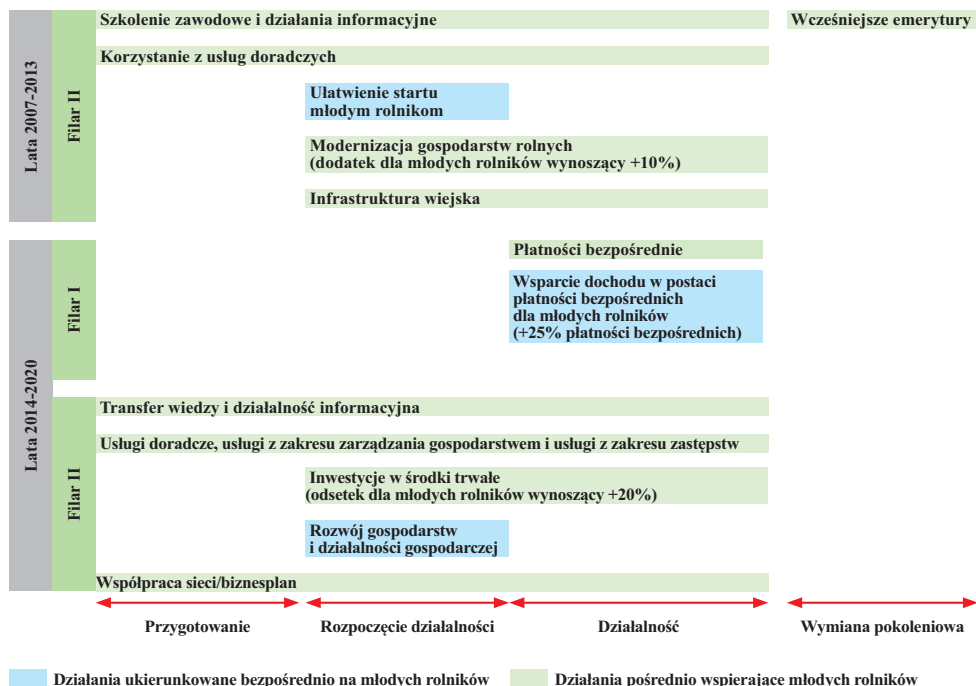 Lata 2007-2013
Filar II
Szkolenie zawodowe i działania informacyjne
Wcześniejsze emerytury
Korzystanie z usług doradczych
Ułatwienie startu
młodym rolnikom
Modernizacja gospodarstw rolnych
(dodatek dla młodych rolników wynoszący +10%)
Infrastruktura wiejska
Lata 2014-2020
Filar I
Płatności bezpośrednie
Wsparcie dochodu w postaci
płatności bezpośrednich
dla młodych rolników
(+25% płatności bezpośrednich)
Filar II
Transfer wiedzy i działalność informacyjna
Usługi doradcze, usługi z zakresu zarządzania gospodarstwem i usługi z zakresu zastępstw
Inwestycje w środki trwałe
(odsetek dla młodych rolników wynoszący +20%)
Rozwój gospodarstw
i działalności gospodarczej
Współpraca sieci/biznesplan
Przygotowanie
Rozpoczęcie działalności
Działalność
Wymiana pokoleniowa
Działania ukierunkowane bezpośrednio na młodych rolników
Działania pośrednio wspierające młodych rolników